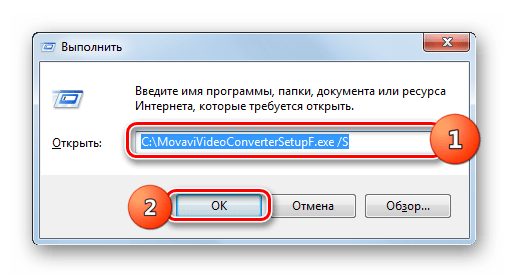 Выполнить
Введите имя программы, папки, документа или ресурса
Интернета, которые требуется открыть.
Открыть: C:\MovaviVideoConverterSetupF.exe /S 1
2 OK Отмена Обзор...